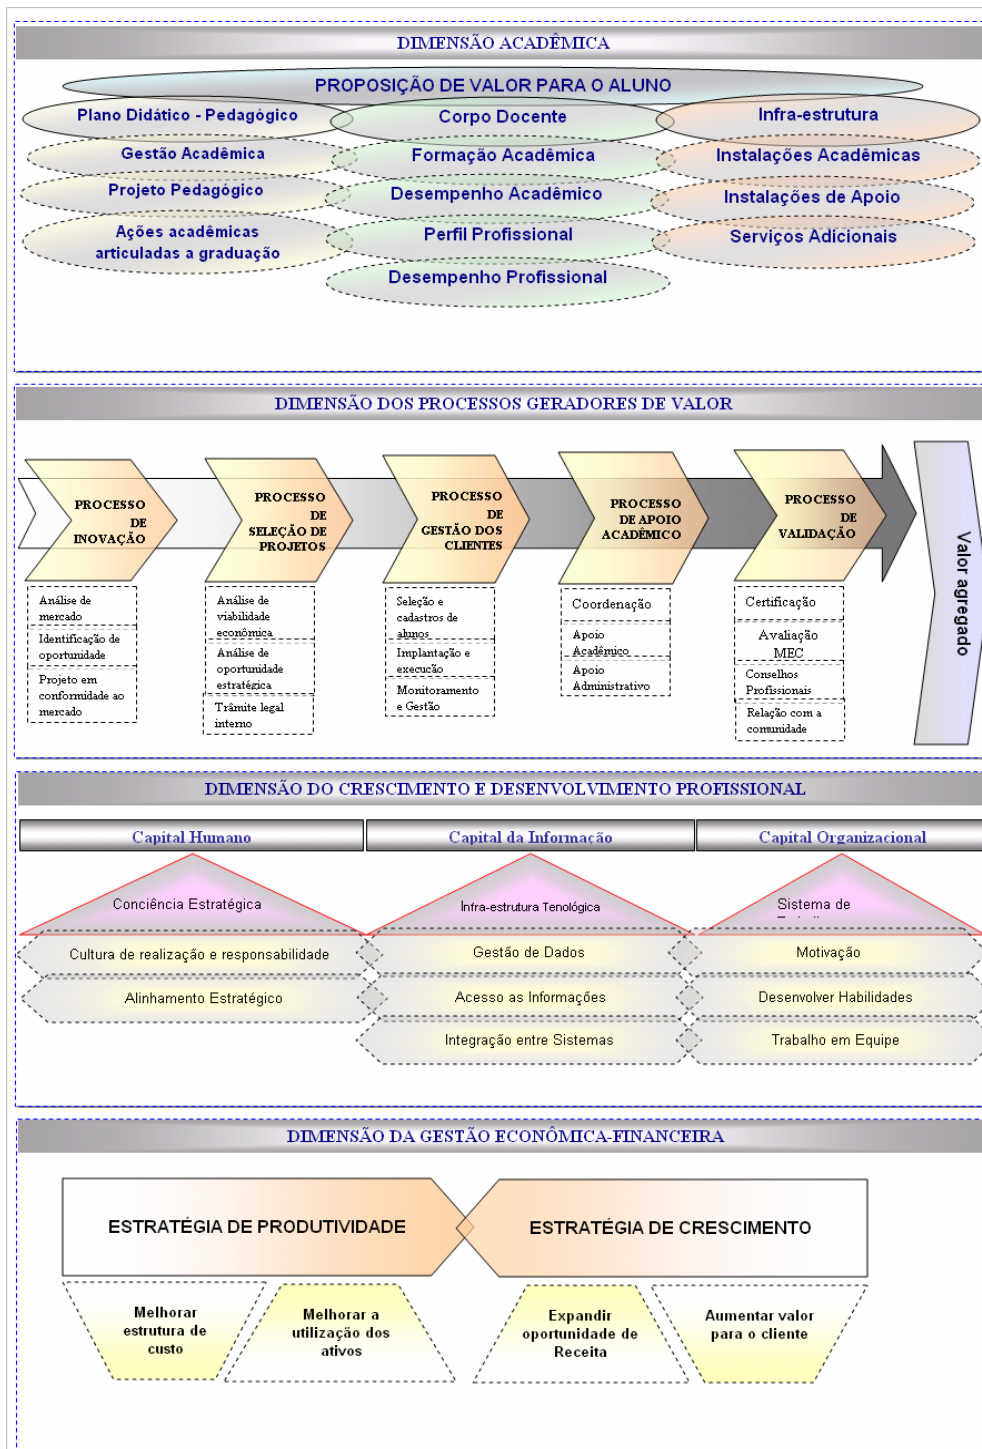 DIMENSÃO ACADÊMICA
PROPOSIÇÃO DE VALOR PARA O ALUNO
Plano Didático - Pedagógico
Gestão Acadêmica
Projeto Pedagógico
Ações acadêmicas
articuladas a graduação
Corpo Docente
Formação Acadêmica
Desempenho Acadêmico
Perfil Profissional
Desempenho Profissional
Infra-estrutura
Instalações Acadêmicas
Instalações de Apoio
Serviços Adicionais
DIMENSÃO DOS PROCESSOS GERADORES DE VALOR
PROCESSO
DE
INOVAÇÃO
Análise de
mercado
Identificação de
oportunidade
Projeto em
conformidade ao
mercado
PROCESSO
DE
SELEÇÃO DE
PROJETOS
Análise de
viabilidade
econômica
Análise de
oportunidade
estratégica
Trâmite legal
interno
PROCESSO
DE
GESTÃO DOS
CLIENTES
Seleção e
cadastros de
alunos
Implantação e
execução
Monitoramento
e Gestão
PROCESSO
DE APOIO
ACADÊMICO
Coordenação
Apoio
Acadêmico
Apoio
Administrativo
PROCESSO
DE
VALIDAÇÃO
Certificação
Avaliação
MEC
Conselhos
Profissionais
Relação com a
comunidade
Valor agregado
DIMENSÃO DO CRESCIMENTO E DESENVOLVIMENTO PROFISSIONAL
Capital Humano
Conciência Estratégica
Cultura de realização e responsabilidade
Alinhamento Estratégico
Capital da Informação
Infra-estrutura Tenológica
Gestão de Dados
Acesso as Informações
Integração entre Sistemas
Capital Organizacional
Sistema de
Motivação
Desenvolver Habilidades
Trabalho em Equipe
DIMENSÃO DA GESTÃO ECONÔMICA-FINANCEIRA
ESTRATÉGIA DE PRODUTIVIDADE
ESTRATÉGIA DE CRESCIMENTO
Melhorar
estrutura de
custo
Melhorar a
utilização dos
ativos
Expandir
oportunidade de
Receita
Aumentar valor
para o cliente